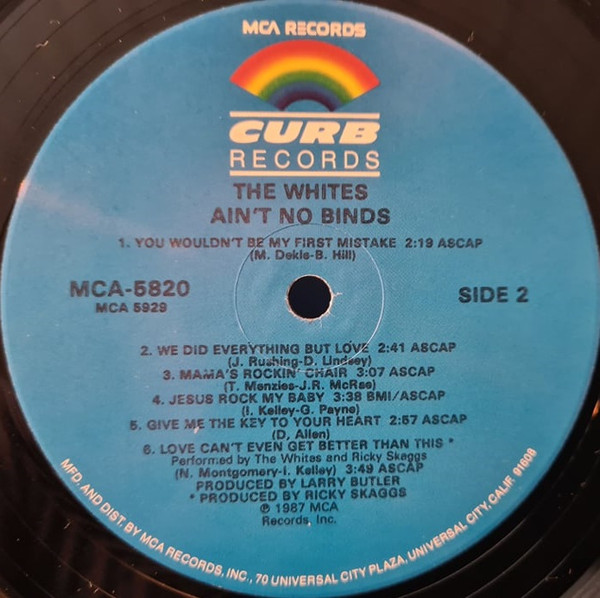 MCA RECORDS
CURB
RECORDS
THE WHITES
AIN'T NO BINDS
1. YOU WOULDN'T BE MY FIRST MISTAKE 2:19 ASCAP
(M. Dekle-B. Hill)
MCA-5820
MCA 5929
SIDE 2
2. WE DID EVERYTHING BUT LOVE 2:41 ASCAP
(J. Rushing-D. Lindsey)
3. MAMA'S ROCKIN' CHAIR 3:07 ASCAP
(T. Menzies-J.R. McRae)
4. JESUS ROCK MY BABY 3:38 BMI/ASCAP
(I. Kelley-G. Payne)
5. GIVE ME THE KEY TO YOUR HEART 2:57 ASCAP
(D. Allen)
6. LOVE CAN'T EVEN GET BETTER THAN THIS *
Performed by The Whites and Ricky Skaggs
(N. Montgomery-I. Kelley) 3:49 ASCAP
PRODUCED BY LARRY BUTLER
* PRODUCED BY RICKY SKAGGS
℗ 1987 MCA
Records, Inc.
MFD. AND DIST. BY MCA RECORDS, INC., 70 UNIVERSAL CITY PLAZA, UNIVERSAL CITY, CALIF. 91608